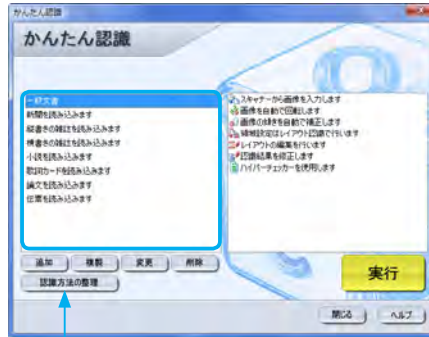 かんたん認識
かんたん認識
一般文書
新聞を読み込みます
縦書きの雑誌を読み込みます
横書きの雑誌を読み込みます
小説を読み込みます
歌詞カードを読み込みます
論文を読み込みます
伝票を読み込みます
スキャナーから画像を入力します
画像を自動で回転します
画像の傾きを自動で補正します
領域設定はレイアウト認識で行います
レイアウトの編集を行います
認識結果を修正します
ハイパーチェッカーを使用します
追加
複製
変更
削除
認識方法の整理
実行
閉じる
ヘルプ